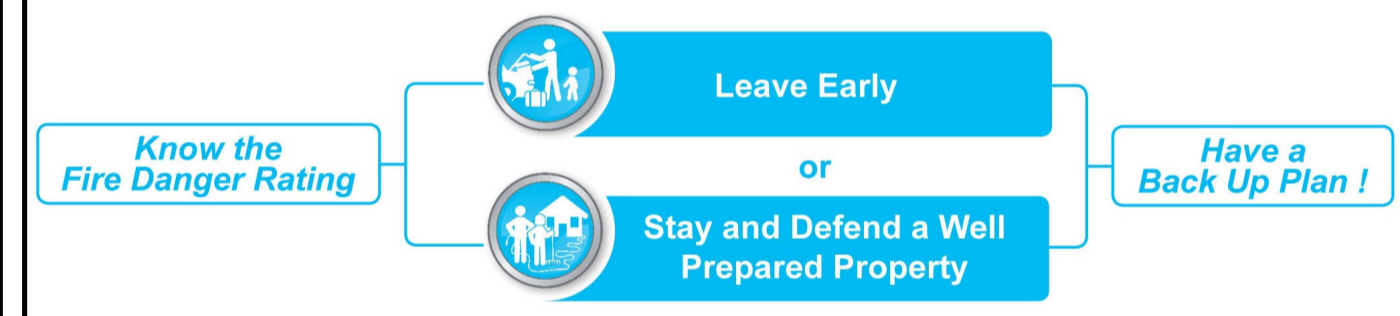 Know the
Fire Danger Rating
Leave Early
or
Stay and Defend a Well
Prepared Property
Have a
Back Up Plan !